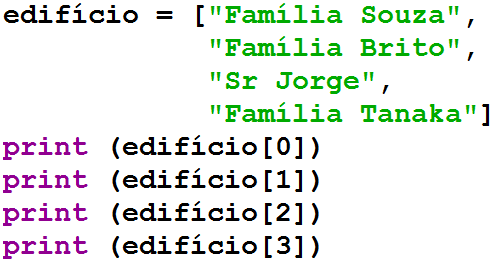 edifício = ["Família Souza",
"Família Brito",
"Sr Jorge",
"Família Tanaka"]
print (edifício[0])
print (edifício[1])
print (edifício[2])
print (edifício[3])